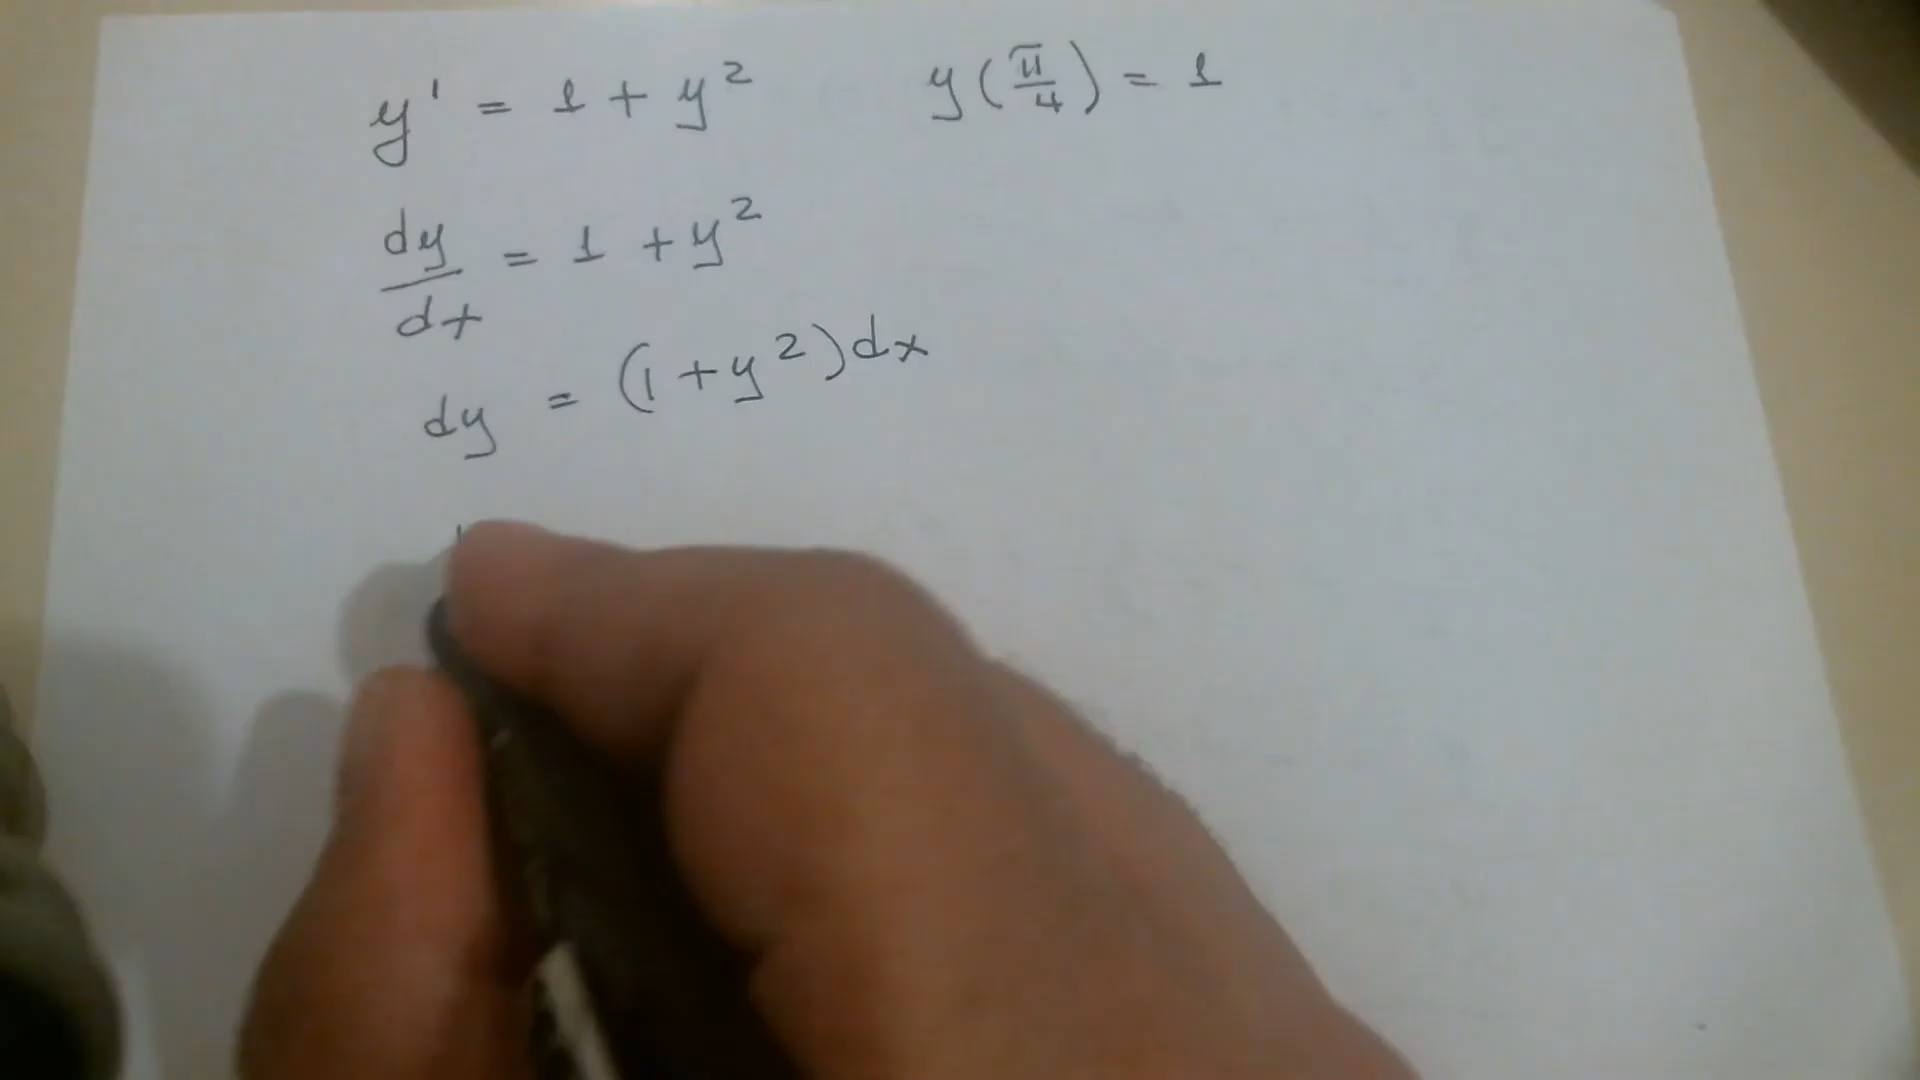 y' = 1 + y² y(π/4) = 1
dy/dx = 1 + y²
dy = (1 + y²)dx